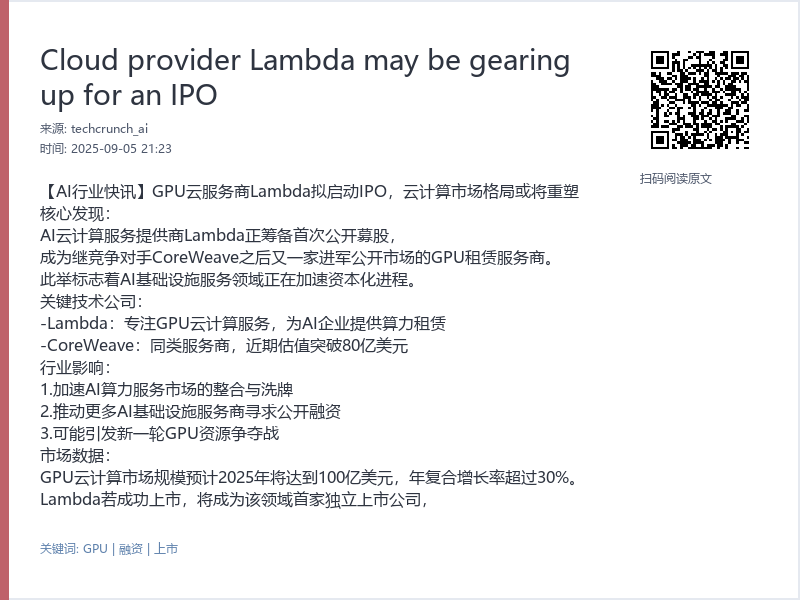 Cloud provider Lambda may be gearing
up for an IPO
来源: techcrunch_ai
时间: 2025-09-05 21:23
扫码阅读原文
【AI行业快讯】GPU云服务商Lambda拟启动IPO，云计算市场格局或将重塑
核心发现：
AI云计算服务提供商Lambda正筹备首次公开募股，
成为继竞争对手CoreWeave之后又一家进军公开市场的GPU租赁服务商。
此举标志着AI基础设施服务领域正在加速资本化进程。
关键技术公司：
-Lambda：专注GPU云计算服务，为AI企业提供算力租赁
-CoreWeave：同类服务商，近期估值突破80亿美元
行业影响：
1.加速AI算力服务市场的整合与洗牌
2.推动更多AI基础设施服务商寻求公开融资
3.可能引发新一轮GPU资源争夺战
市场数据：
GPU云计算市场规模预计2025年将达到100亿美元，年复合增长率超过30%。
Lambda若成功上市，将成为该领域首家独立上市公司，
关键词: GPU | 融资 | 上市